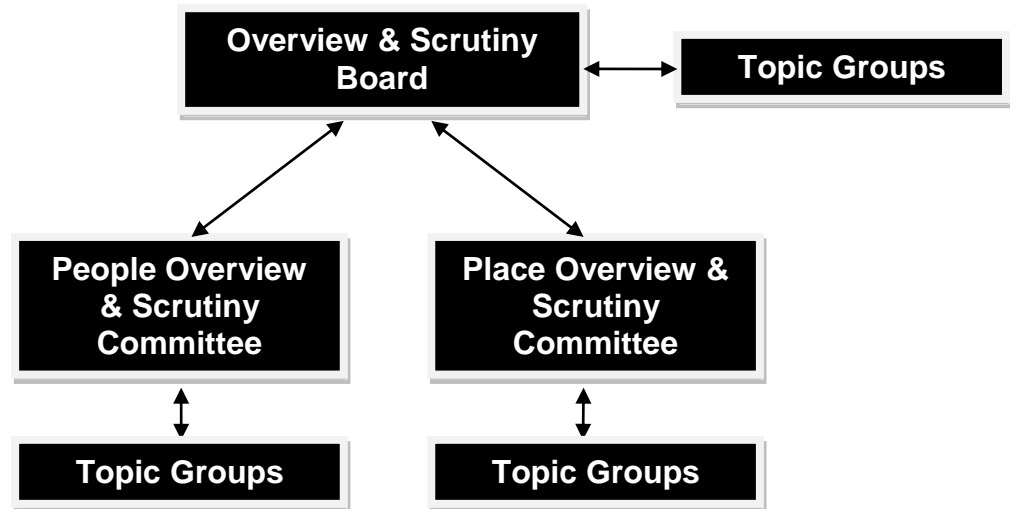 Overview & Scrutiny
Board
Topic Groups
People Overview
& Scrutiny
Committee
Place Overview &
Scrutiny
Committee
Topic Groups
Topic Groups